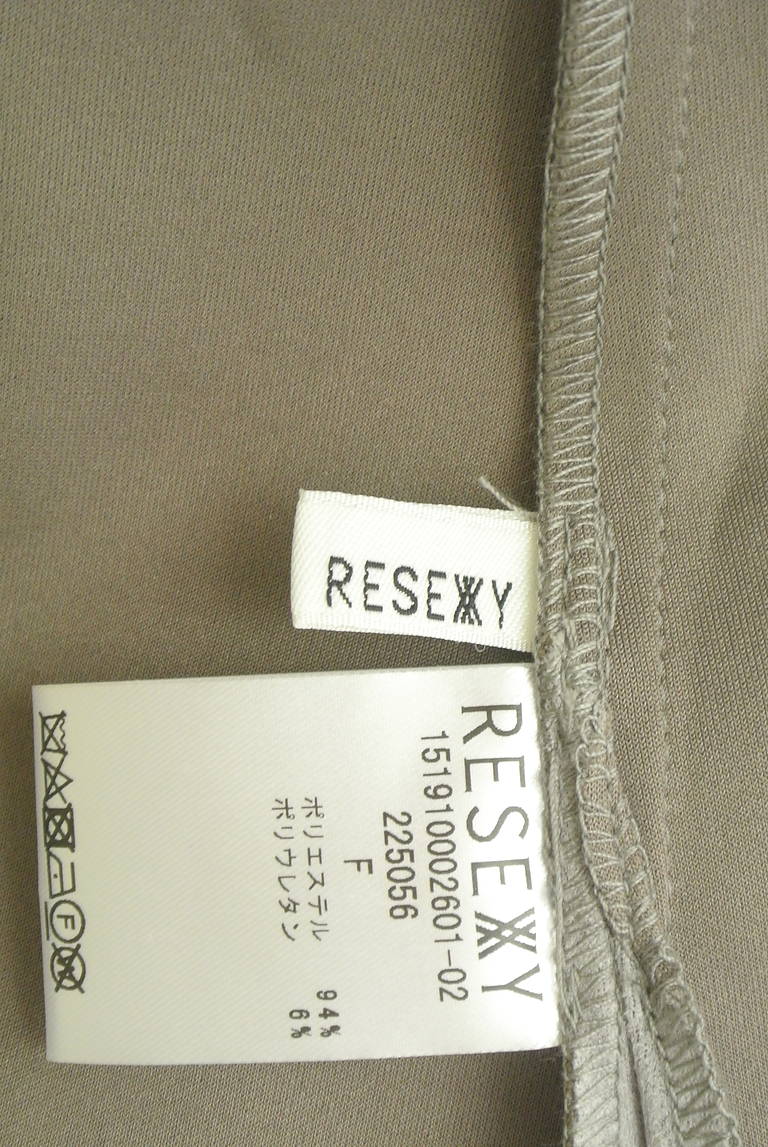 RESEXXY
RESEXXY
151910002601-02
225056
F
ポリエステル 94%
ポリウレタン 6%
F